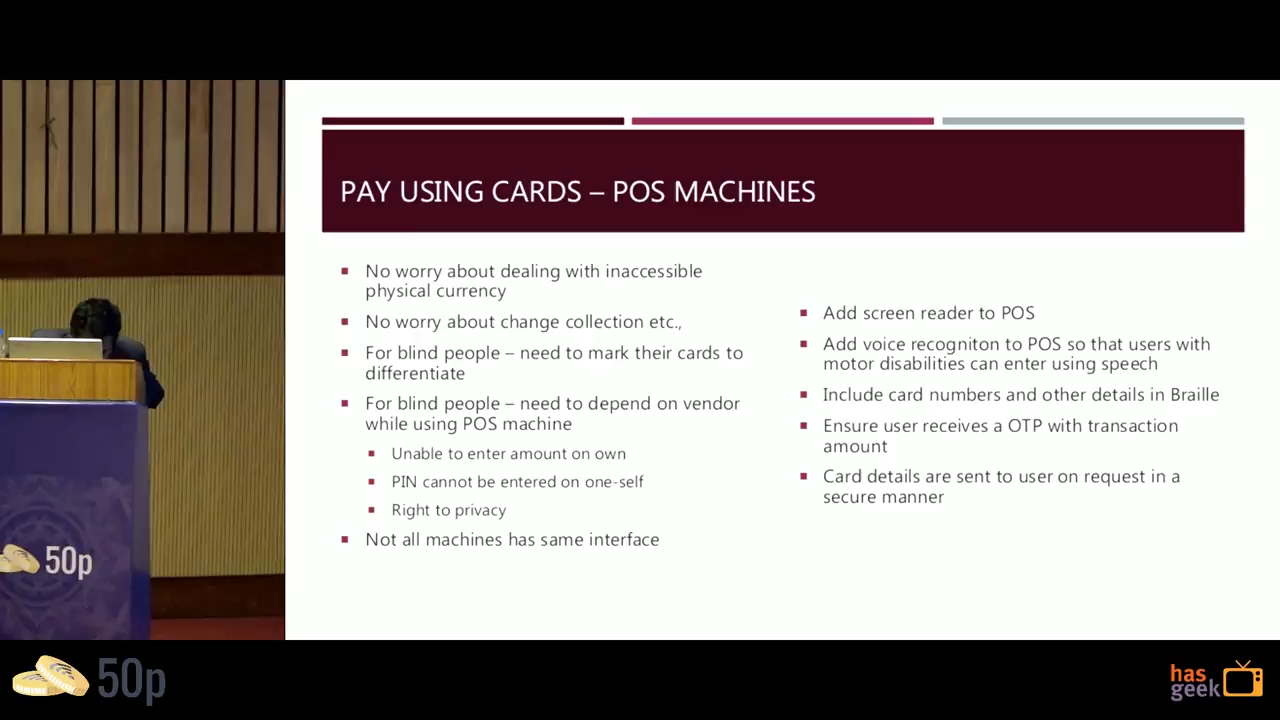 PAY USING CARDS – POS MACHINES
No worry about dealing with inaccessible
physical currency
No worry about change collection etc.,
For blind people – need to mark their cards to
differentiate
For blind people – need to depend on vendor
while using POS machine
Unable to enter amount on own
PIN cannot be entered on one-self
Right to privacy
Not all machines has same interface
Add screen reader to POS
Add voice recogniton to POS so that users with
motor disabilities can enter using speech
Include card numbers and other details in Braille
Ensure user receives a OTP with transaction
amount
Card details are sent to user on request in a
secure manner
50p
50p
has
geek